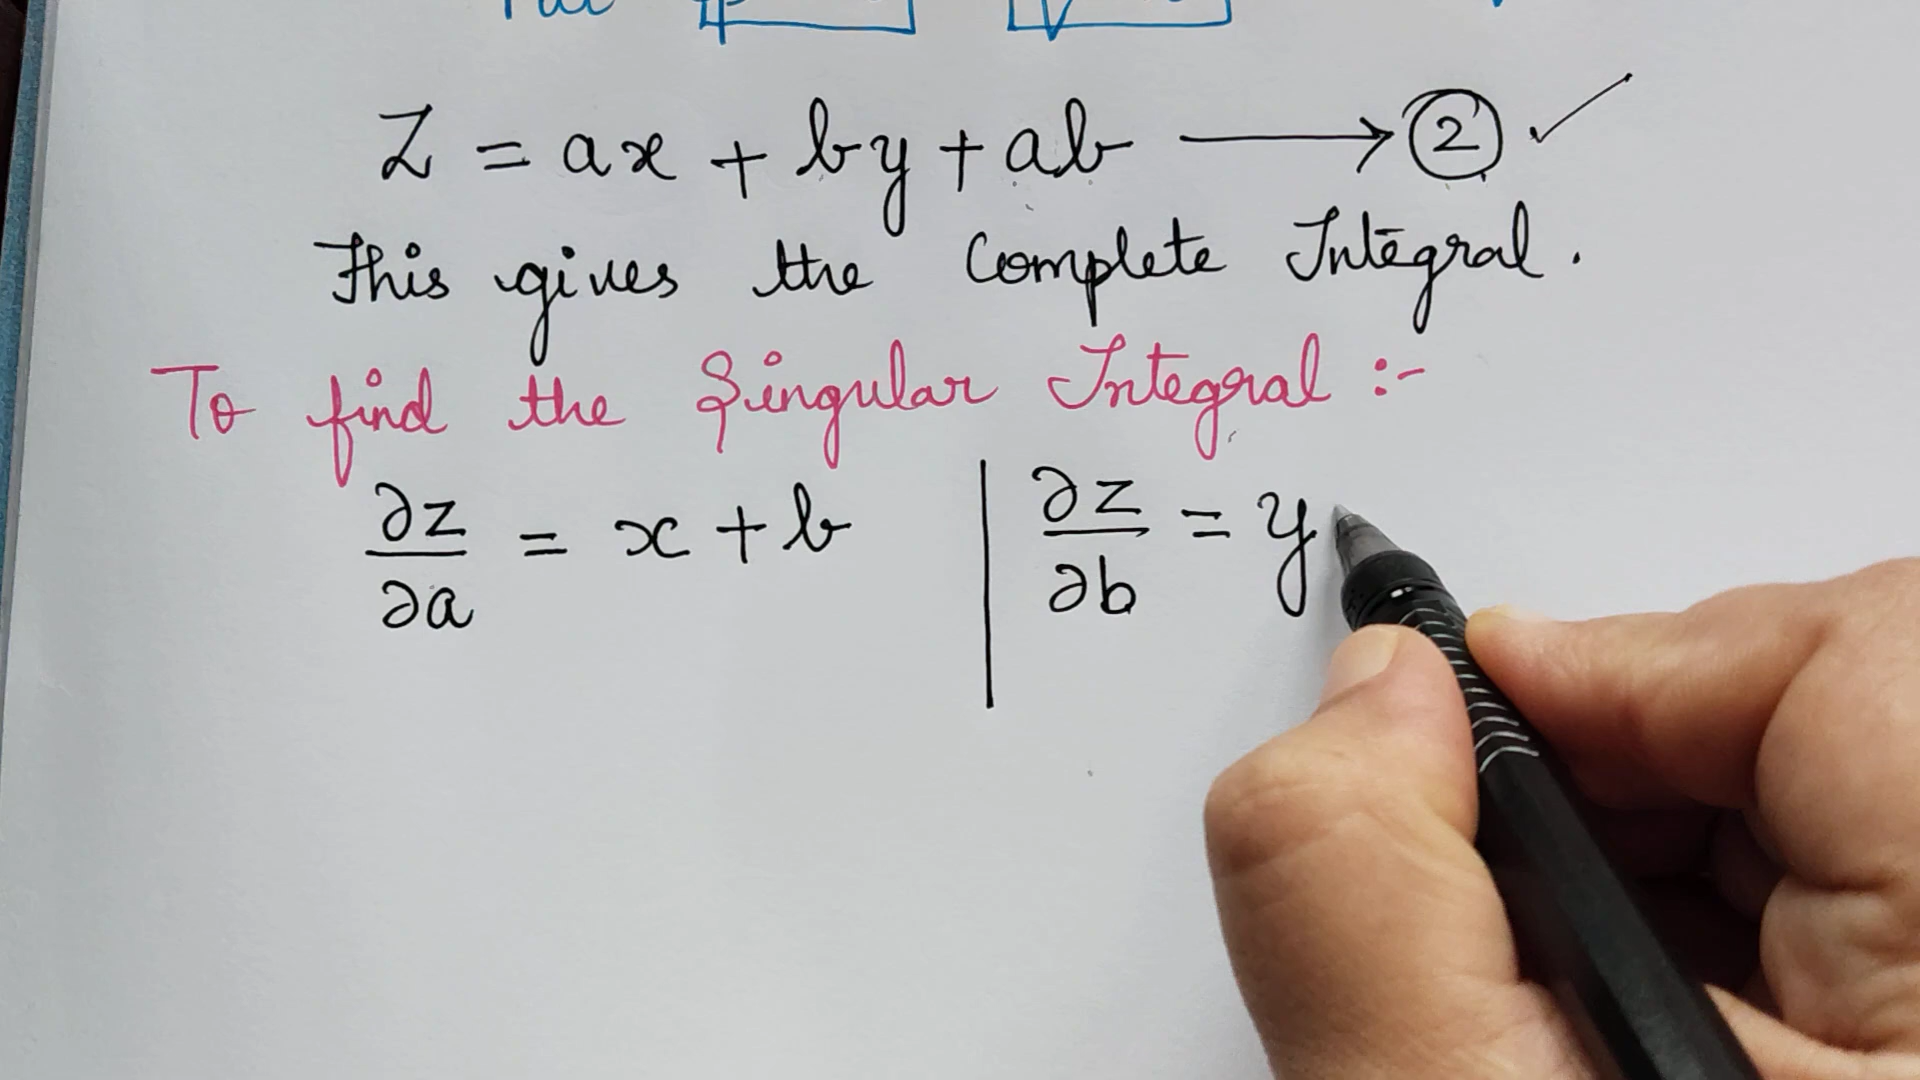 Z = ax + by + ab ⟶ ② ✓
This gives the Complete Integral.
To find the Singular Integral :-
∂z/∂a = x + b | ∂z/∂b = y